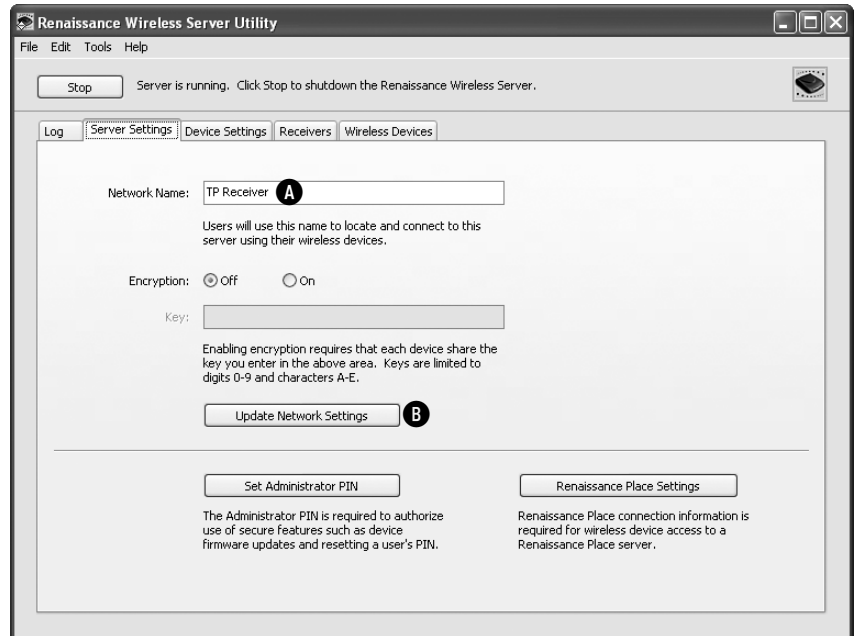 Renaissance Wireless Server Utility
File Edit Tools Help
Stop Server is running. Click Stop to shutdown the Renaissance Wireless Server.
Log Server Settings Device Settings Receivers Wireless Devices
Network Name: TP Receiver A
Users will use this name to locate and connect to this
server using their wireless devices.
Encryption: Off On
Key:
Enabling encryption requires that each device share the
key you enter in the above area. Keys are limited to
digits 0-9 and characters A-E.
Update Network Settings B
Set Administrator PIN
The Administrator PIN is required to authorize
use of secure features such as device
firmware updates and resetting a user's PIN.
Renaissance Place Settings
Renaissance Place connection information is
required for wireless device access to a
Renaissance Place server.